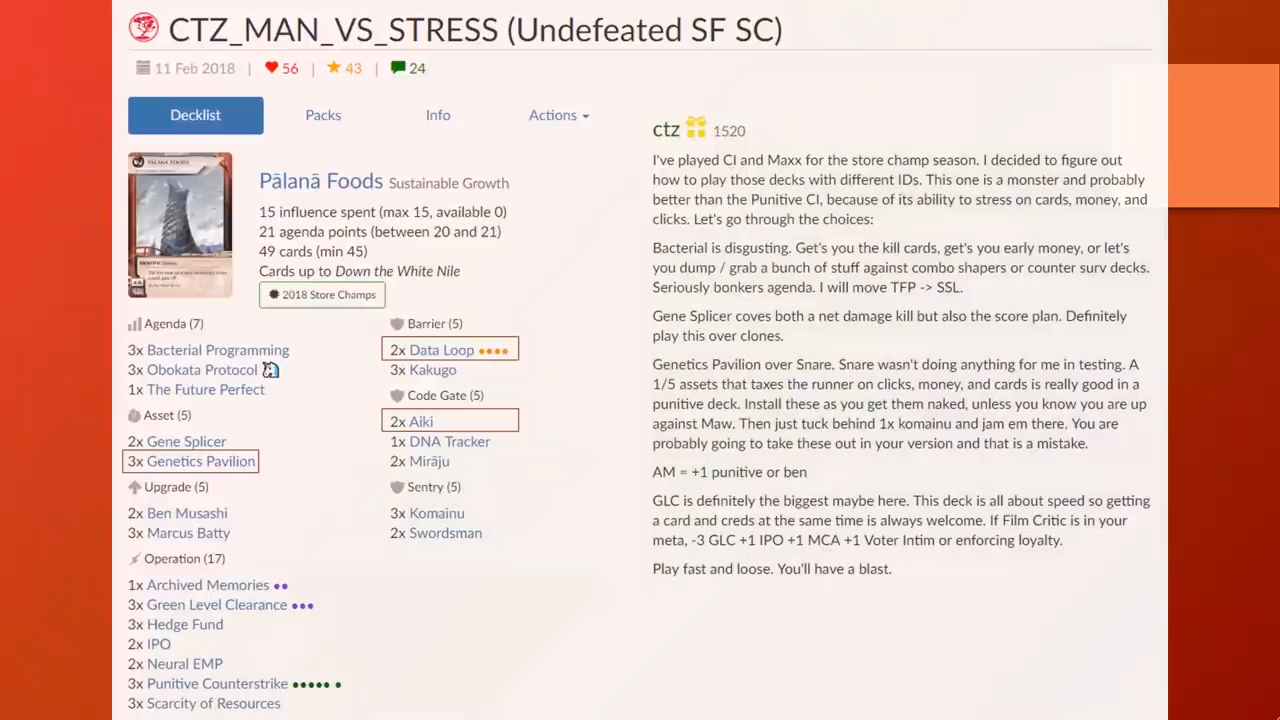 CTZ_MAN_VS_STRESS (Undefeated SF SC)
11 Feb 2018 | 56 | 43 | 24
Decklist Packs Info Actions
PĀLANĀ FOODS
Pālanā Foods Sustainable Growth
15 influence spent (max 15, available 0)
21 agenda points (between 20 and 21)
49 cards (min 45)
Cards up to Down the White Nile
2018 Store Champs
Agenda (7)
3x Bacterial Programming
3x Obokata Protocol
1x The Future Perfect
Asset (5)
2x Gene Splicer
3x Genetics Pavilion
Upgrade (5)
2x Ben Musashi
3x Marcus Batty
Operation (17)
1x Archived Memories ●●
3x Green Level Clearance ●●●
3x Hedge Fund
2x IPO
2x Neural EMP
3x Punitive Counterstrike ●●●●● ●
3x Scarcity of Resources
Barrier (5)
2x Data Loop ●●●●
3x Kakugo
Code Gate (5)
2x Aiki
1x DNA Tracker
2x Mirāju
Sentry (5)
3x Komainu
2x Swordsman
ctz 1520
I've played CI and Maxx for the store champ season. I decided to figure out
how to play those decks with different IDs. This one is a monster and probably
better than the Punitive CI, because of its ability to stress on cards, money, and
clicks. Let's go through the choices:
Bacterial is disgusting. Get's you the kill cards, get's you early money, or let's
you dump / grab a bunch of stuff against combo shapers or counter surv decks.
Seriously bonkers agenda. I will move TFP -> SSL.
Gene Splicer coves both a net damage kill but also the score plan. Definitely
play this over clones.
Genetics Pavilion over Snare. Snare wasn't doing anything for me in testing. A
1/5 assets that taxes the runner on clicks, money, and cards is really good in a
punitive deck. Install these as you get them naked, unless you know you are up
against Maw. Then just tuck behind 1x komainu and jam em there. You are
probably going to take these out in your version and that is a mistake.
AM = +1 punitive or ben
GLC is definitely the biggest maybe here. This deck is all about speed so getting
a card and creds at the same time is always welcome. If Film Critic is in your
meta, -3 GLC +1 IPO +1 MCA +1 Voter Intim or enforcing loyalty.
Play fast and loose. You'll have a blast.